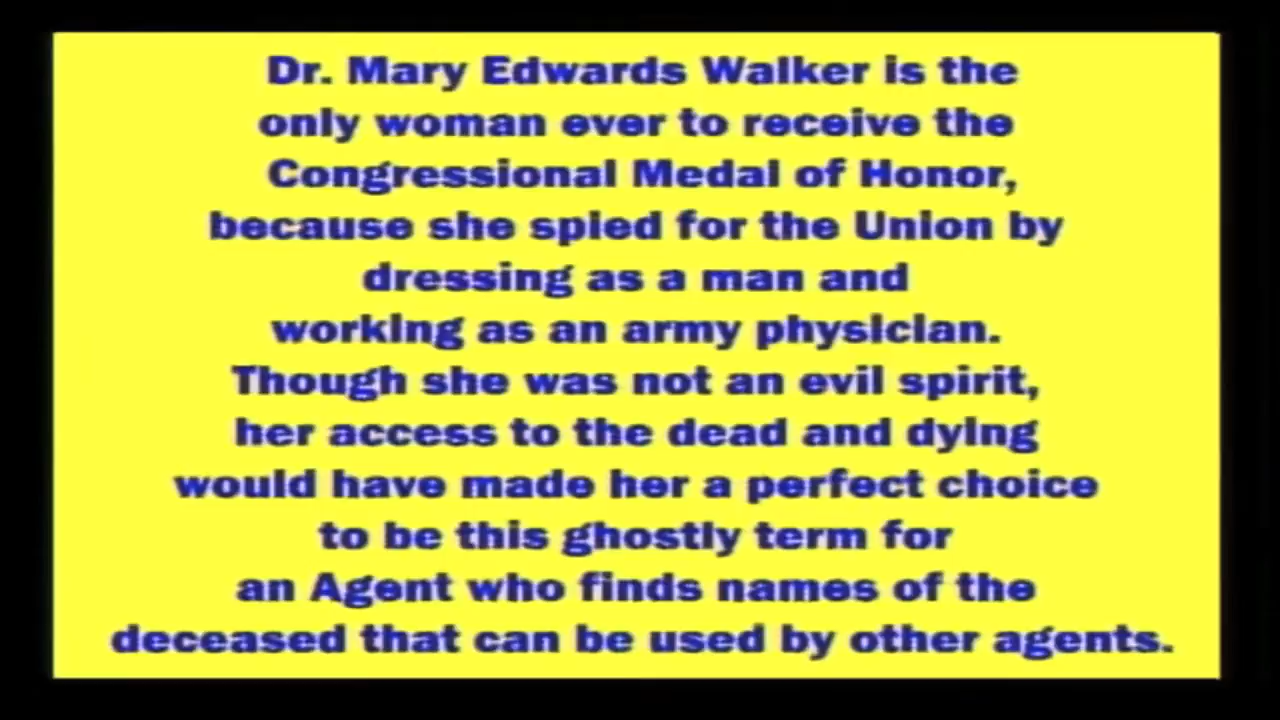 Dr. Mary Edwards Walker is the
only woman ever to receive the
Congressional Medal of Honor,
because she spied for the Union by
dressing as a man and
working as an army physician.
Though she was not an evil spirit,
her access to the dead and dying
would have made her a perfect choice
to be this ghostly term for
an Agent who finds names of the
deceased that can be used by other agents.